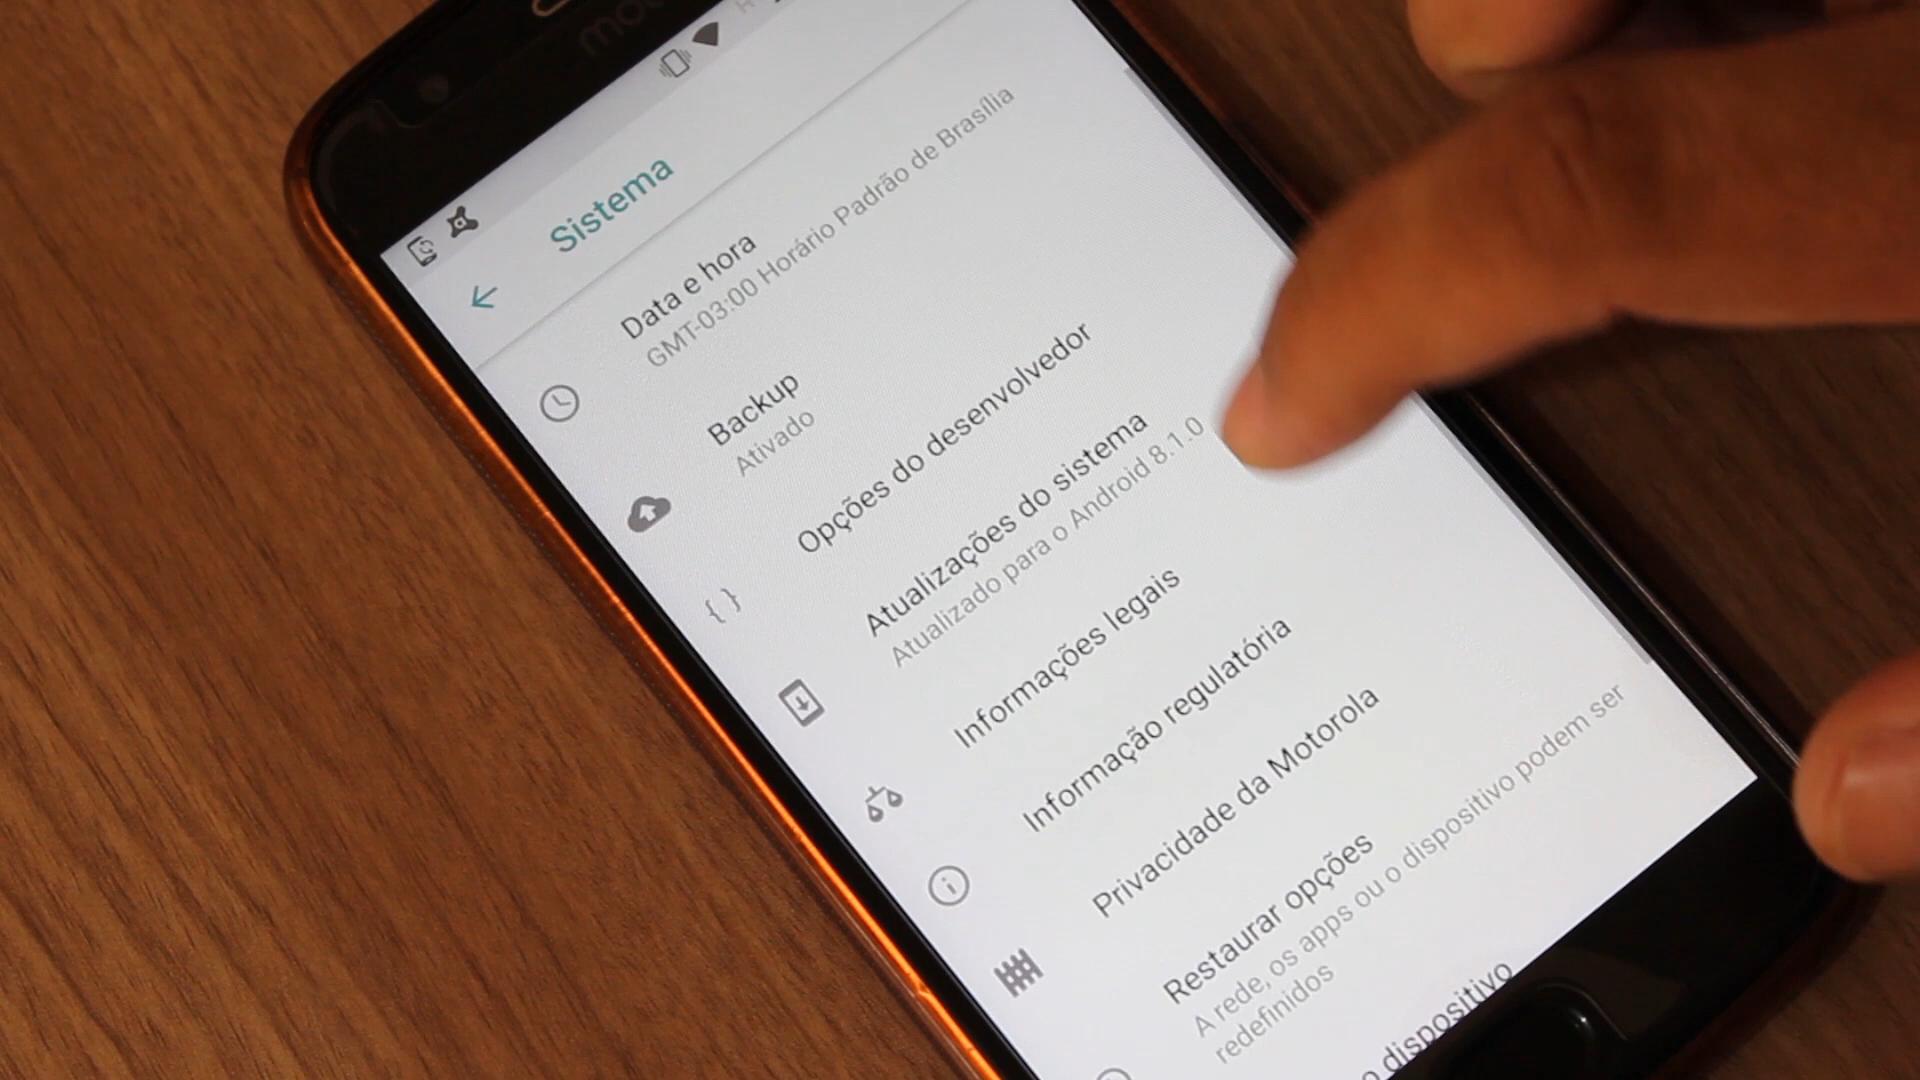 Sistema
Data e hora
GMT-03:00 Horário Padrão de Brasília
Backup
Ativado
Opções do desenvolvedor
Atualizações do sistema
Atualizado para o Android 8.1.0
Informações legais
Informação regulatória
Privacidade da Motorola
Restaurar opções
A rede, os apps ou o dispositivo podem ser
redefinidos
dispositivo